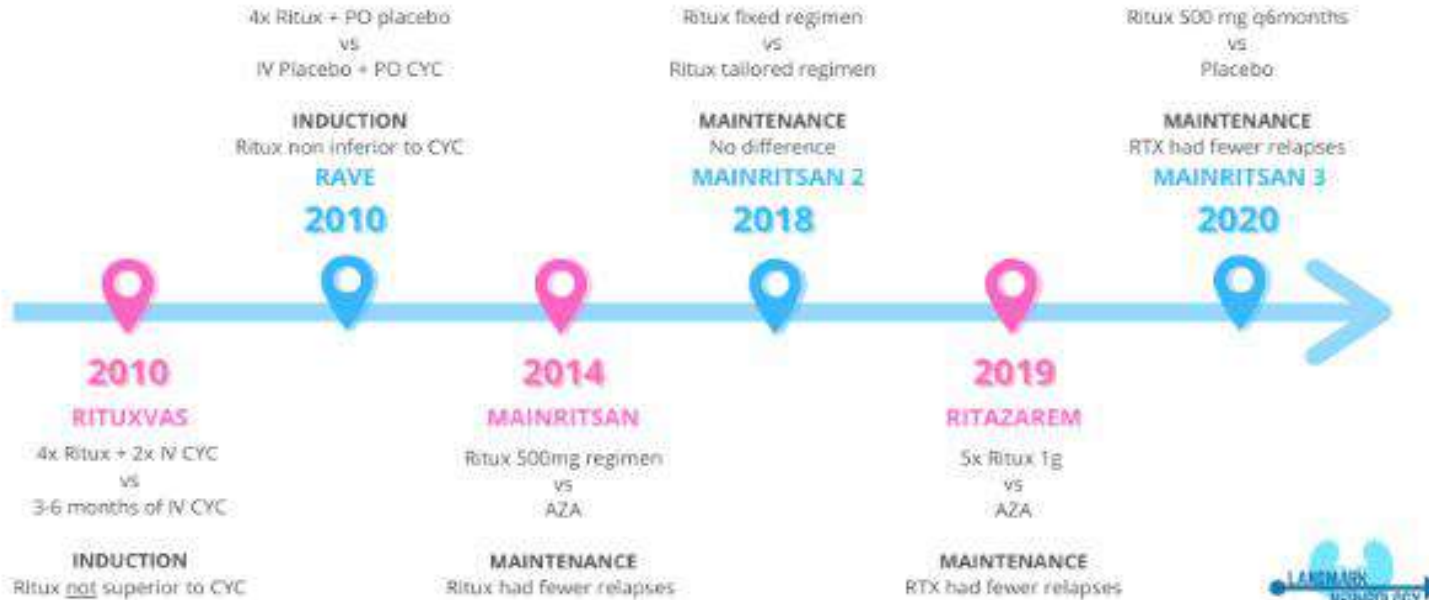 4x Ritux + PO placebo
vs
IV Placebo + PO CYC
INDUCTION
Ritux non inferior to CYC
RAVE
2010
Ritux fixed regimen
vs
Ritux tailored regimen
MAINTENANCE
No difference
MAINRITSAN 2
2018
Ritux 500 mg q6months
vs
Placebo
MAINTENANCE
RTX had fewer relapses
MAINRITSAN 3
2020
2010
RITUXVAS
4x Ritux + 2x IV CYC
vs
3-6 months of IV CYC
INDUCTION
Ritux not superior to CYC
2014
MAINRITSAN
Ritux 500mg regimen
vs
AZA
MAINTENANCE
Ritux had fewer relapses
2019
RITAZAREM
5x Ritux 1g
vs
AZA
MAINTENANCE
RTX had fewer relapses
LANDMARK
NEPHROLOGY